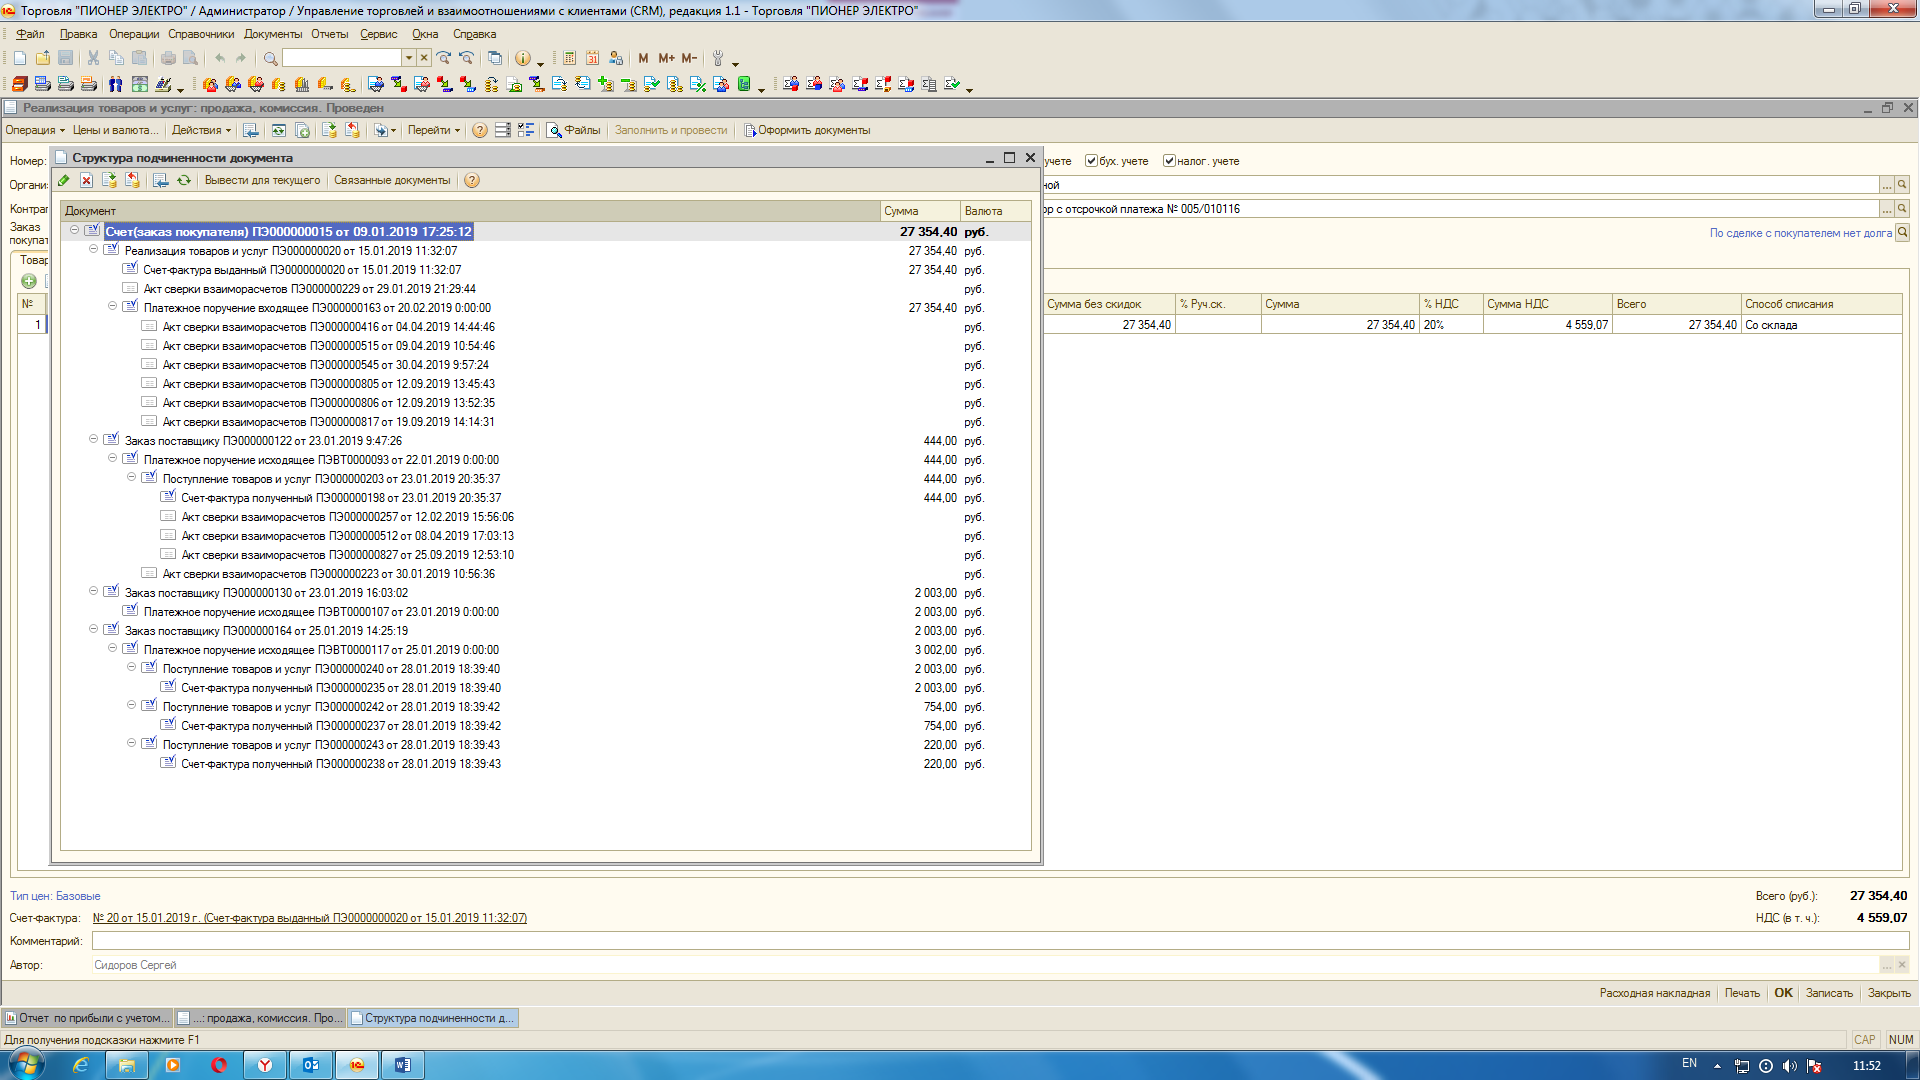 Торговля "ПИОНЕР ЭЛЕКТРО" / Администратор / Управление торговлей и взаимоотношениями с клиентами (CRM), редакция 1.1 - Торговля "ПИОНЕР ЭЛЕКТРО"
Файл Правка Операции Справочники Документы Отчеты Сервис Окна Справка
M M+ M-
Реализация товаров и услуг: продажа, комиссия. Проведен
Операция Цены и валюта... Действия Перейти Файлы Заполнить и провести Оформить документы
Номер: учете бух. учете налог. учете
Структура подчиненности документа
Вывести для текущего Связанные документы
Органи: ной
Контраг ор с отсрочкой платежа № 005/010116
Заказ
покупат По сделке с покупателем нет долга
Товар
Документ Сумма Валюта
Счет(заказ покупателя) ПЭ000000015 от 09.01.2019 17:25:12 27 354,40 руб.
Реализация товаров и услуг ПЭ000000020 от 15.01.2019 11:32:07 27 354,40 руб.
Счет-фактура выданный ПЭ0000000020 от 15.01.2019 11:32:07 27 354,40 руб.
Акт сверки взаиморасчетов ПЭ000000229 от 29.01.2019 21:29:44 руб.
Платежное поручение входящее ПЭ000000163 от 20.02.2019 0:00:00 27 354,40 руб.
Акт сверки взаиморасчетов ПЭ000000416 от 04.04.2019 14:44:46 руб.
Акт сверки взаиморасчетов ПЭ000000515 от 09.04.2019 10:54:46 руб.
Акт сверки взаиморасчетов ПЭ000000545 от 30.04.2019 9:57:24 руб.
Акт сверки взаиморасчетов ПЭ000000805 от 12.09.2019 13:45:43 руб.
Акт сверки взаиморасчетов ПЭ000000806 от 12.09.2019 13:52:35 руб.
Акт сверки взаиморасчетов ПЭ000000817 от 19.09.2019 14:14:31 руб.
Заказ поставщику ПЭ000000122 от 23.01.2019 9:47:26 444,00 руб.
Платежное поручение исходящее ПЭВТ0000093 от 22.01.2019 0:00:00 444,00 руб.
Поступление товаров и услуг ПЭ000000203 от 23.01.2019 20:35:37 444,00 руб.
Счет-фактура полученный ПЭ000000198 от 23.01.2019 20:35:37 444,00 руб.
Акт сверки взаиморасчетов ПЭ000000257 от 12.02.2019 15:56:06 руб.
Акт сверки взаиморасчетов ПЭ000000512 от 08.04.2019 17:03:13 руб.
Акт сверки взаиморасчетов ПЭ000000827 от 25.09.2019 12:53:10 руб.
Акт сверки взаиморасчетов ПЭ000000223 от 30.01.2019 10:56:36 руб.
Заказ поставщику ПЭ000000130 от 23.01.2019 16:03:02 2 003,00 руб.
Платежное поручение исходящее ПЭВТ0000107 от 23.01.2019 0:00:00 2 003,00 руб.
Заказ поставщику ПЭ000000164 от 25.01.2019 14:25:19 2 003,00 руб.
Платежное поручение исходящее ПЭВТ0000117 от 25.01.2019 0:00:00 3 002,00 руб.
Поступление товаров и услуг ПЭ000000240 от 28.01.2019 18:39:40 2 003,00 руб.
Счет-фактура полученный ПЭ000000235 от 28.01.2019 18:39:40 2 003,00 руб.
Поступление товаров и услуг ПЭ000000242 от 28.01.2019 18:39:42 754,00 руб.
Счет-фактура полученный ПЭ000000237 от 28.01.2019 18:39:42 754,00 руб.
Поступление товаров и услуг ПЭ000000243 от 28.01.2019 18:39:43 220,00 руб.
Счет-фактура полученный ПЭ000000238 от 28.01.2019 18:39:43 220,00 руб.
№ Сумма без скидок % Руч.ск. Сумма % НДС Сумма НДС Всего Способ списания
1 27 354,40 27 354,40 20% 4 559,07 27 354,40 Со склада
Тип цен: Базовые Всего (руб.): 27 354,40
Счет-фактура: № 20 от 15.01.2019 г. (Счет-фактура выданный ПЭ0000000020 от 15.01.2019 11:32:07) НДС (в т. ч.): 4 559,07
Комментарий:
Автор: Сидоров Сергей
Расходная накладная Печать OK Записать Закрыть
Отчет по прибыли с учетом... ...: продажа, комиссия. Про... Структура подчиненности д...
Для получения подсказки нажмите F1 CAP NUM
EN 11:52